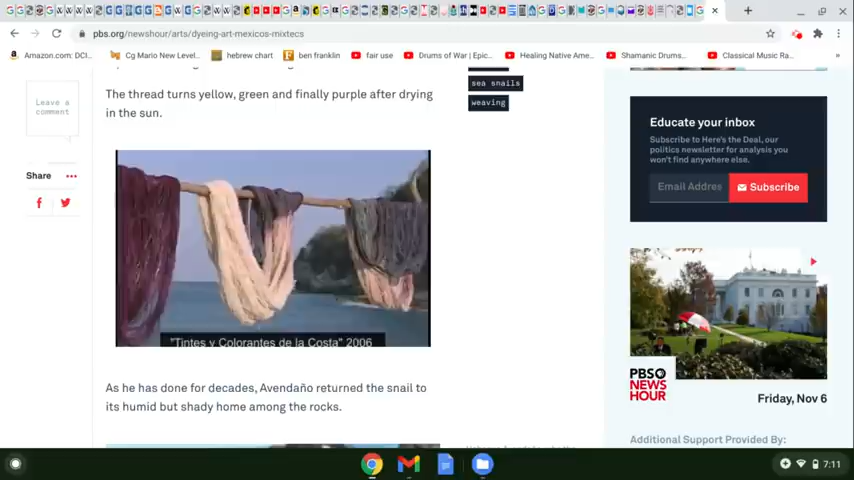 pbs.org/newshour/arts/dyeing-art-mexicos-mixtecs
Amazon.com: DCI...
Cg Mario New Level...
hebrew chart
ben franklin
fair use
Drums of War | Epic...
Healing Native Ame...
Shamanic Drums...
Classical Music Ra...
»
Leave a
comment
Share
The thread turns yellow, green and finally purple after drying
in the sun.
"Tintes y Colorantes de la Costa" 2006
As he has done for decades, Avendaño returned the snail to
its humid but shady home among the rocks.
sea snails
weaving
Educate your inbox
Subscribe to Here's the Deal, our
politics newsletter for analysis you
won't find anywhere else.
Email Addres
Subscribe
PBS
NEWS
HOUR
Friday, Nov 6
Additional Support Provided By:
7:11